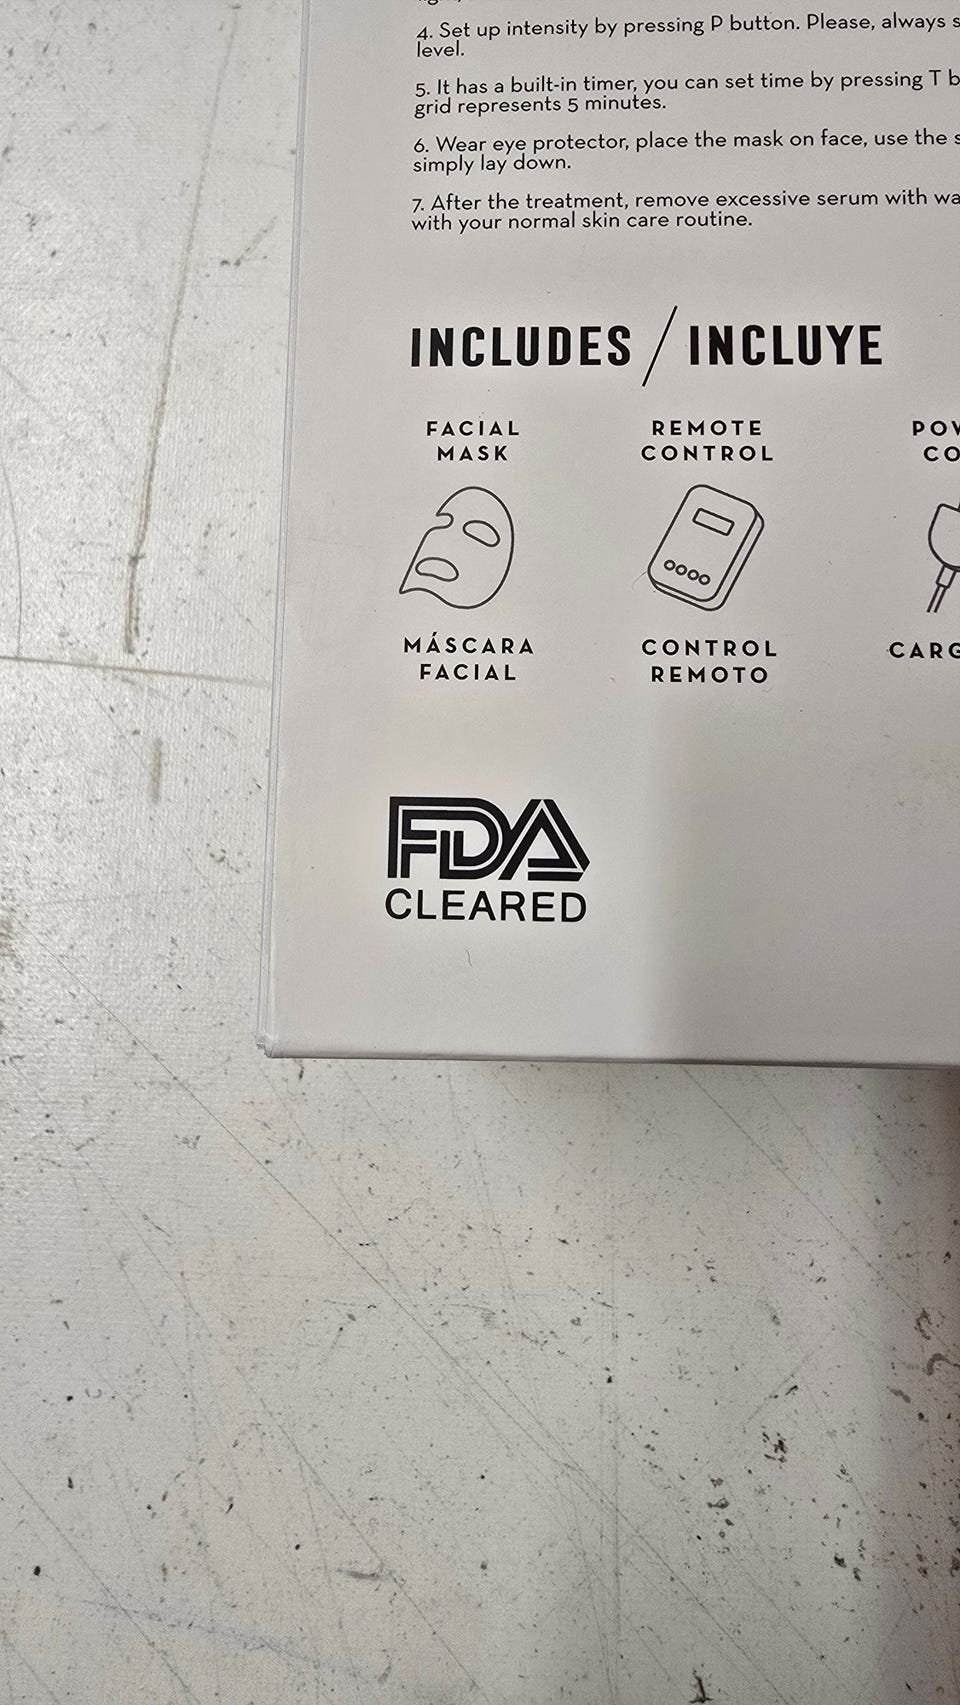 4. Set up intensity by pressing P button. Please, always
level.
5. It has a built-in timer, you can set time by pressing T
grid represents 5 minutes.
6. Wear eye protector, place the mask on face, use the
simply lay down.
7. After the treatment, remove excessive serum with
with your normal skin care routine.
INCLUDES / INCLUYE
FACIAL
MASK
REMOTE
CONTROL
MÁSCARA
FACIAL
CONTROL
REMOTO
FDA
CLEARED